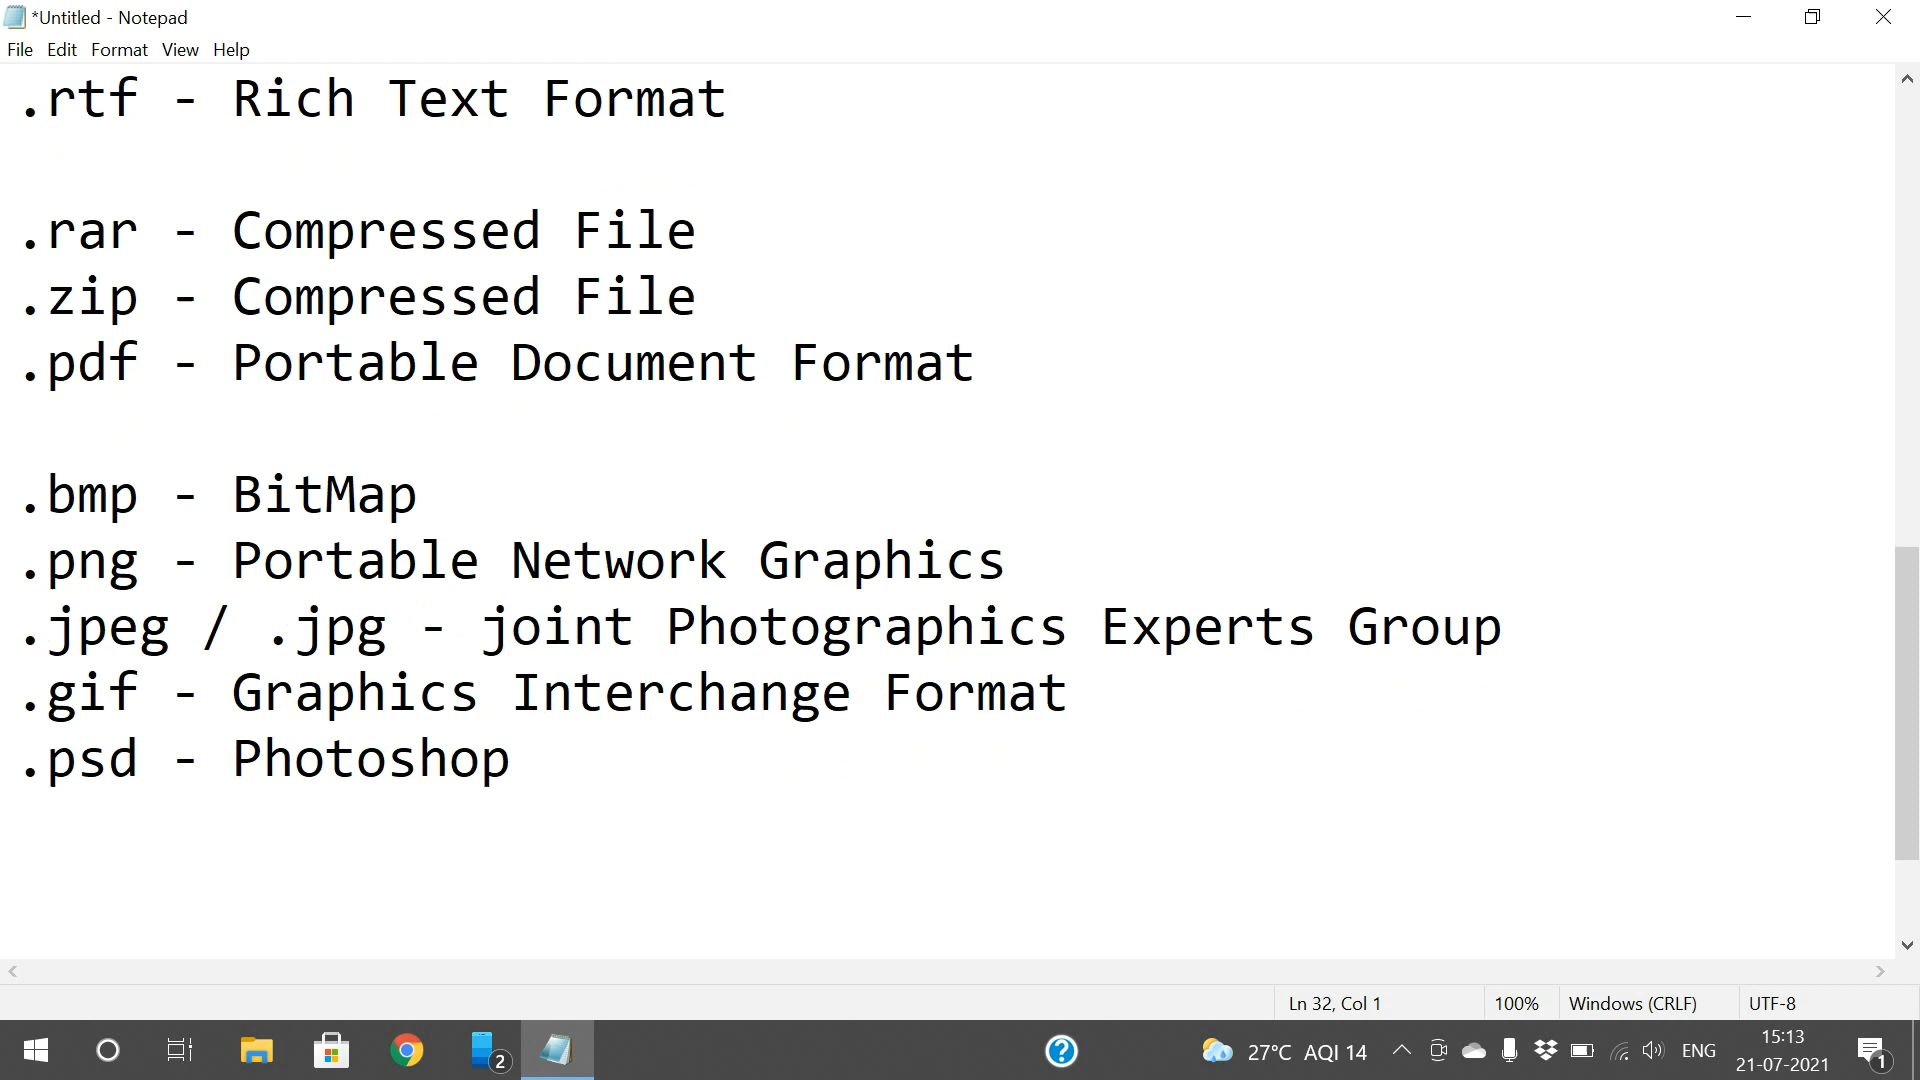 *Untitled - Notepad
File Edit Format View Help
.rtf - Rich Text Format
.rar - Compressed File
.zip - Compressed File
.pdf - Portable Document Format
.bmp - BitMap
.png - Portable Network Graphics
.jpeg / .jpg - joint Photographics Experts Group
.gif - Graphics Interchange Format
.psd - Photoshop
Ln 32, Col 1 100% Windows (CRLF) UTF-8
2 ? 27°C AQI 14 ENG 15:13 1
21-07-2021